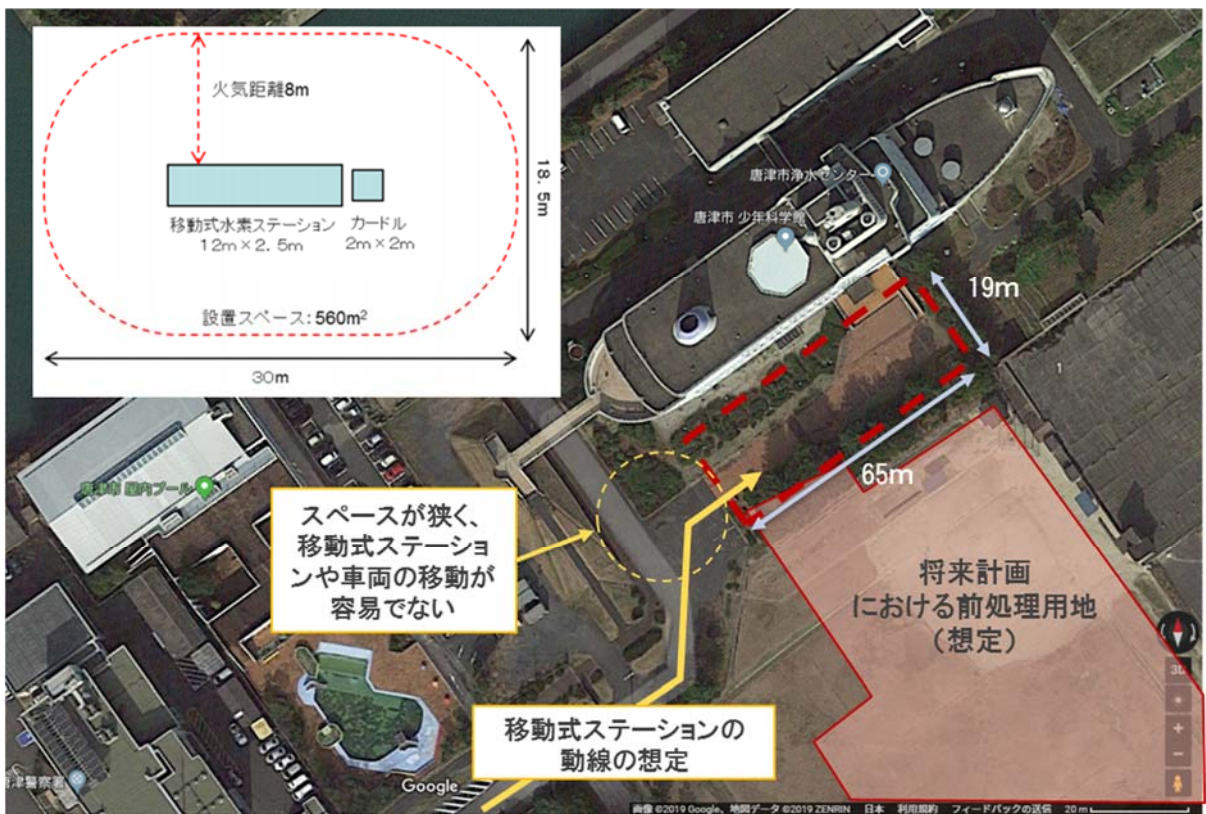 火気距離8m
18.5m
移動式水素ステーション
12m×2.5m
カードル
2m×2m
設置スペース:560m²
30m
唐津市浄水センター
唐津市 少年科学館
19m
1
65m
唐津市 屋内プール
スペースが狭く、
移動式ステーショ
ンや車両の移動が
容易でない
将来計画
における前処理用地
(想定)
移動式ステーションの
動線の想定
3D
津警察署
Google
画像 ©2019 Google、地図データ ©2019 ZENRIN 日本 利用規約 フィードバックの送信 20 m